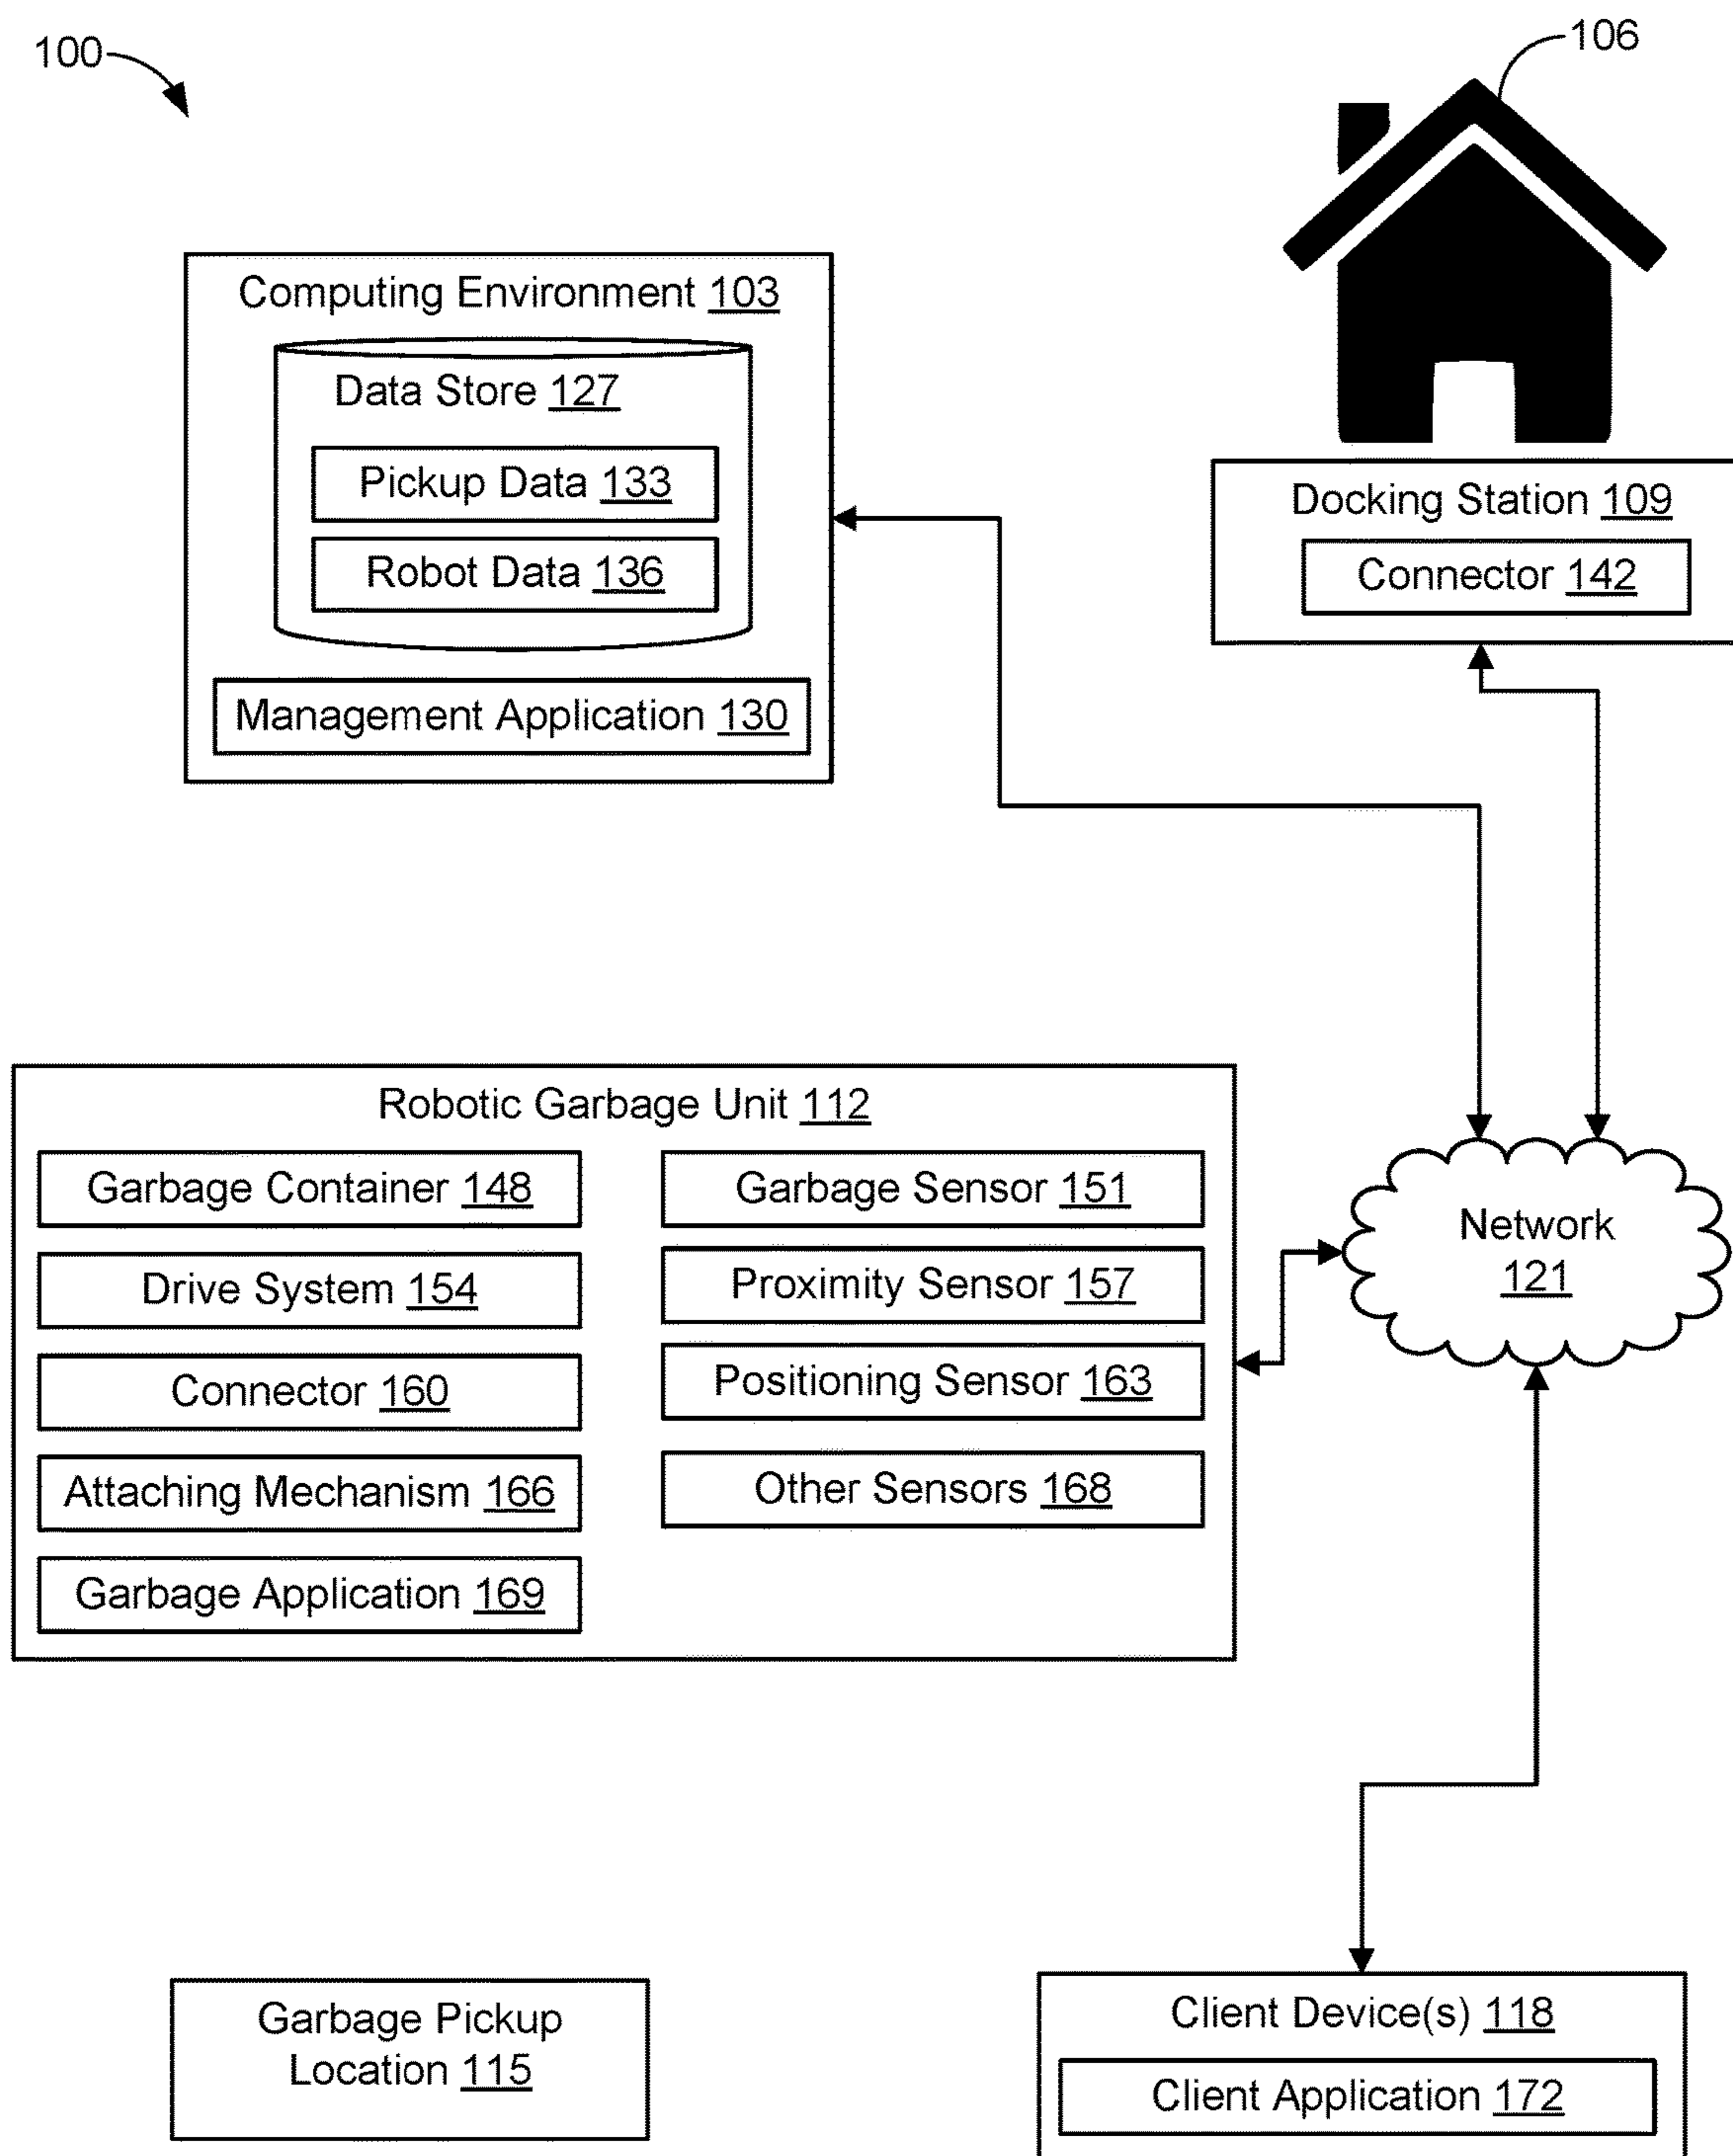 100
106
Computing Environment 103
Data Store 127
Pickup Data 133
Robot Data 136
Management Application 130
Docking Station 109
Connector 142
Robotic Garbage Unit 112
Garbage Container 148
Drive System 154
Connector 160
Attaching Mechanism 166
Garbage Application 169
Garbage Sensor 151
Proximity Sensor 157
Positioning Sensor 163
Other Sensors 168
Network
121
Garbage Pickup
Location 115
Client Device(s) 118
Client Application 172